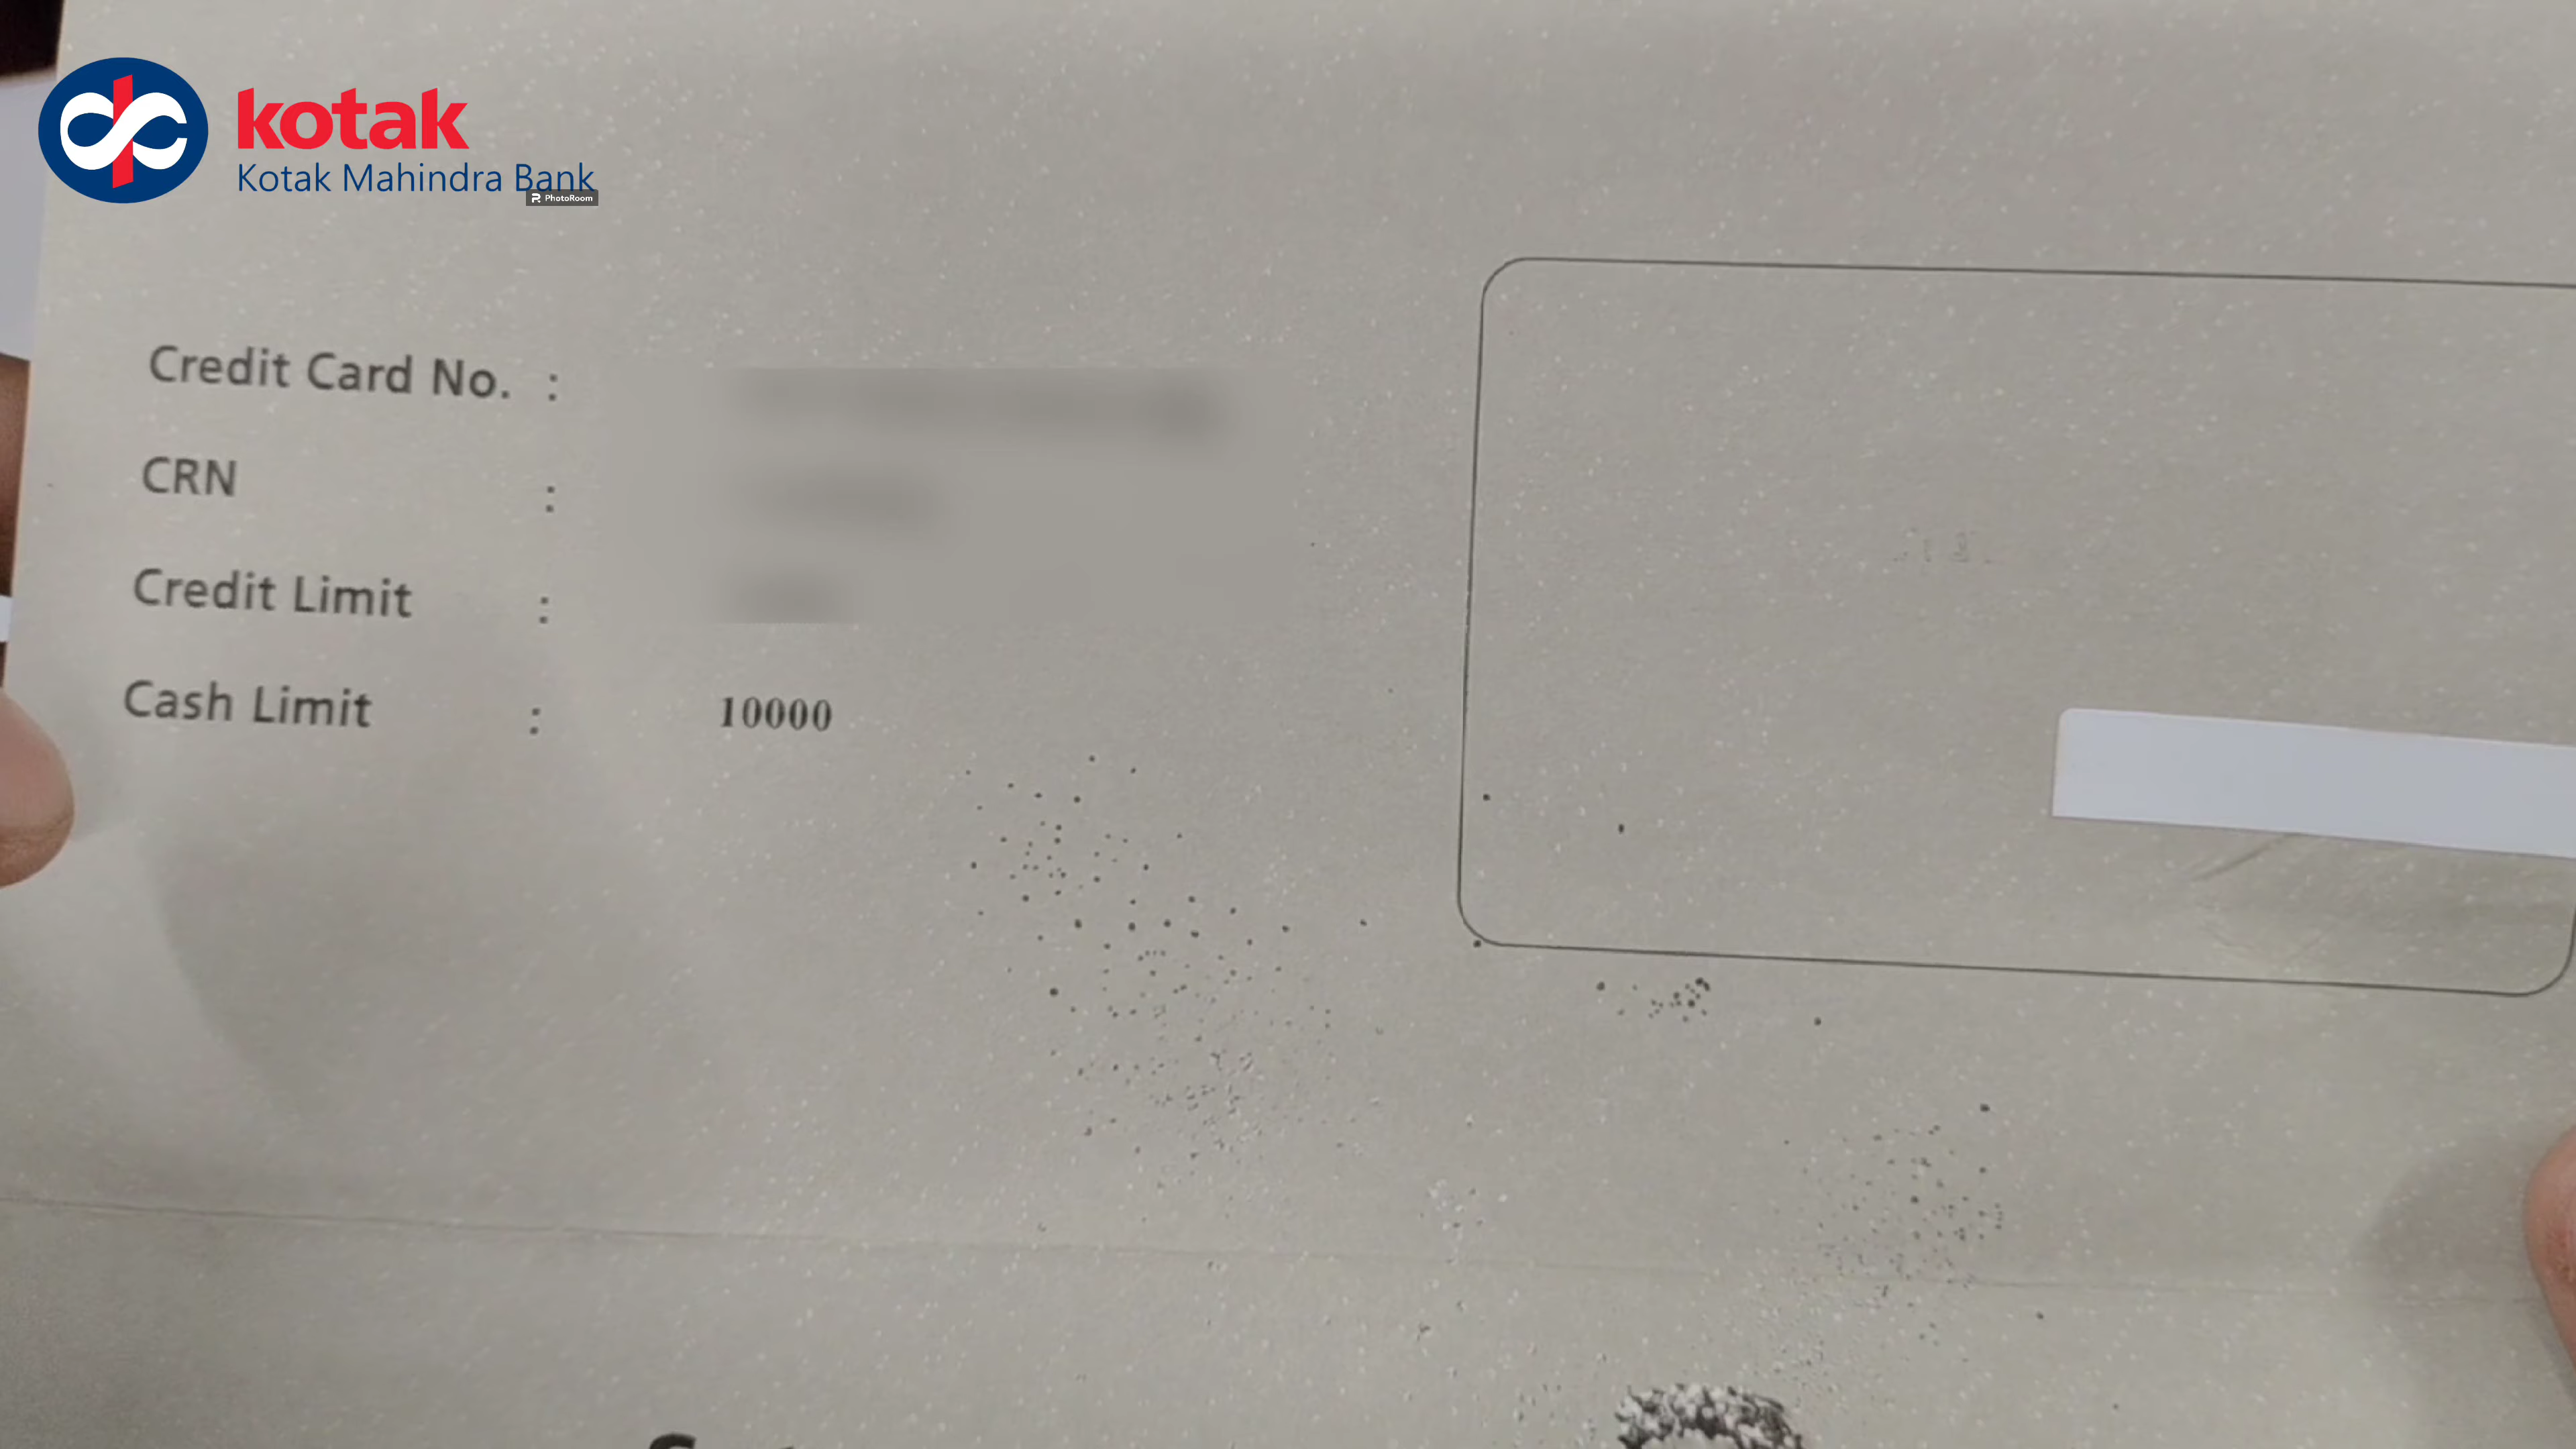 kotak
Kotak Mahindra Bank
PhotoRoom
Credit Card No. :
CRN :
Credit Limit :
Cash Limit : 10000